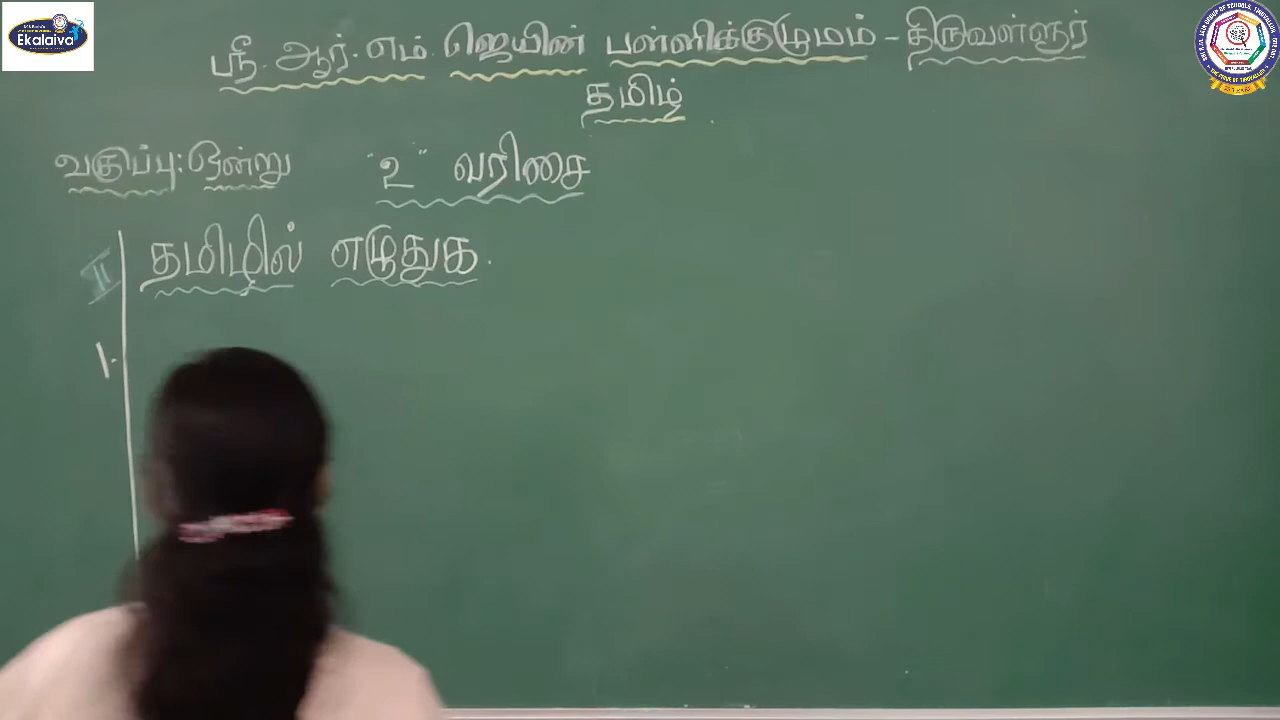 Ekalaiva
ஸ்ரீ. ஆர். எம். ஜெயின் பள்ளிக்குழுமம் - திருவள்ளூர்
தமிழ்
வகுப்பு: ஒன்று "உ" வரிசை
II தமிழில் எழுதுக.
1.